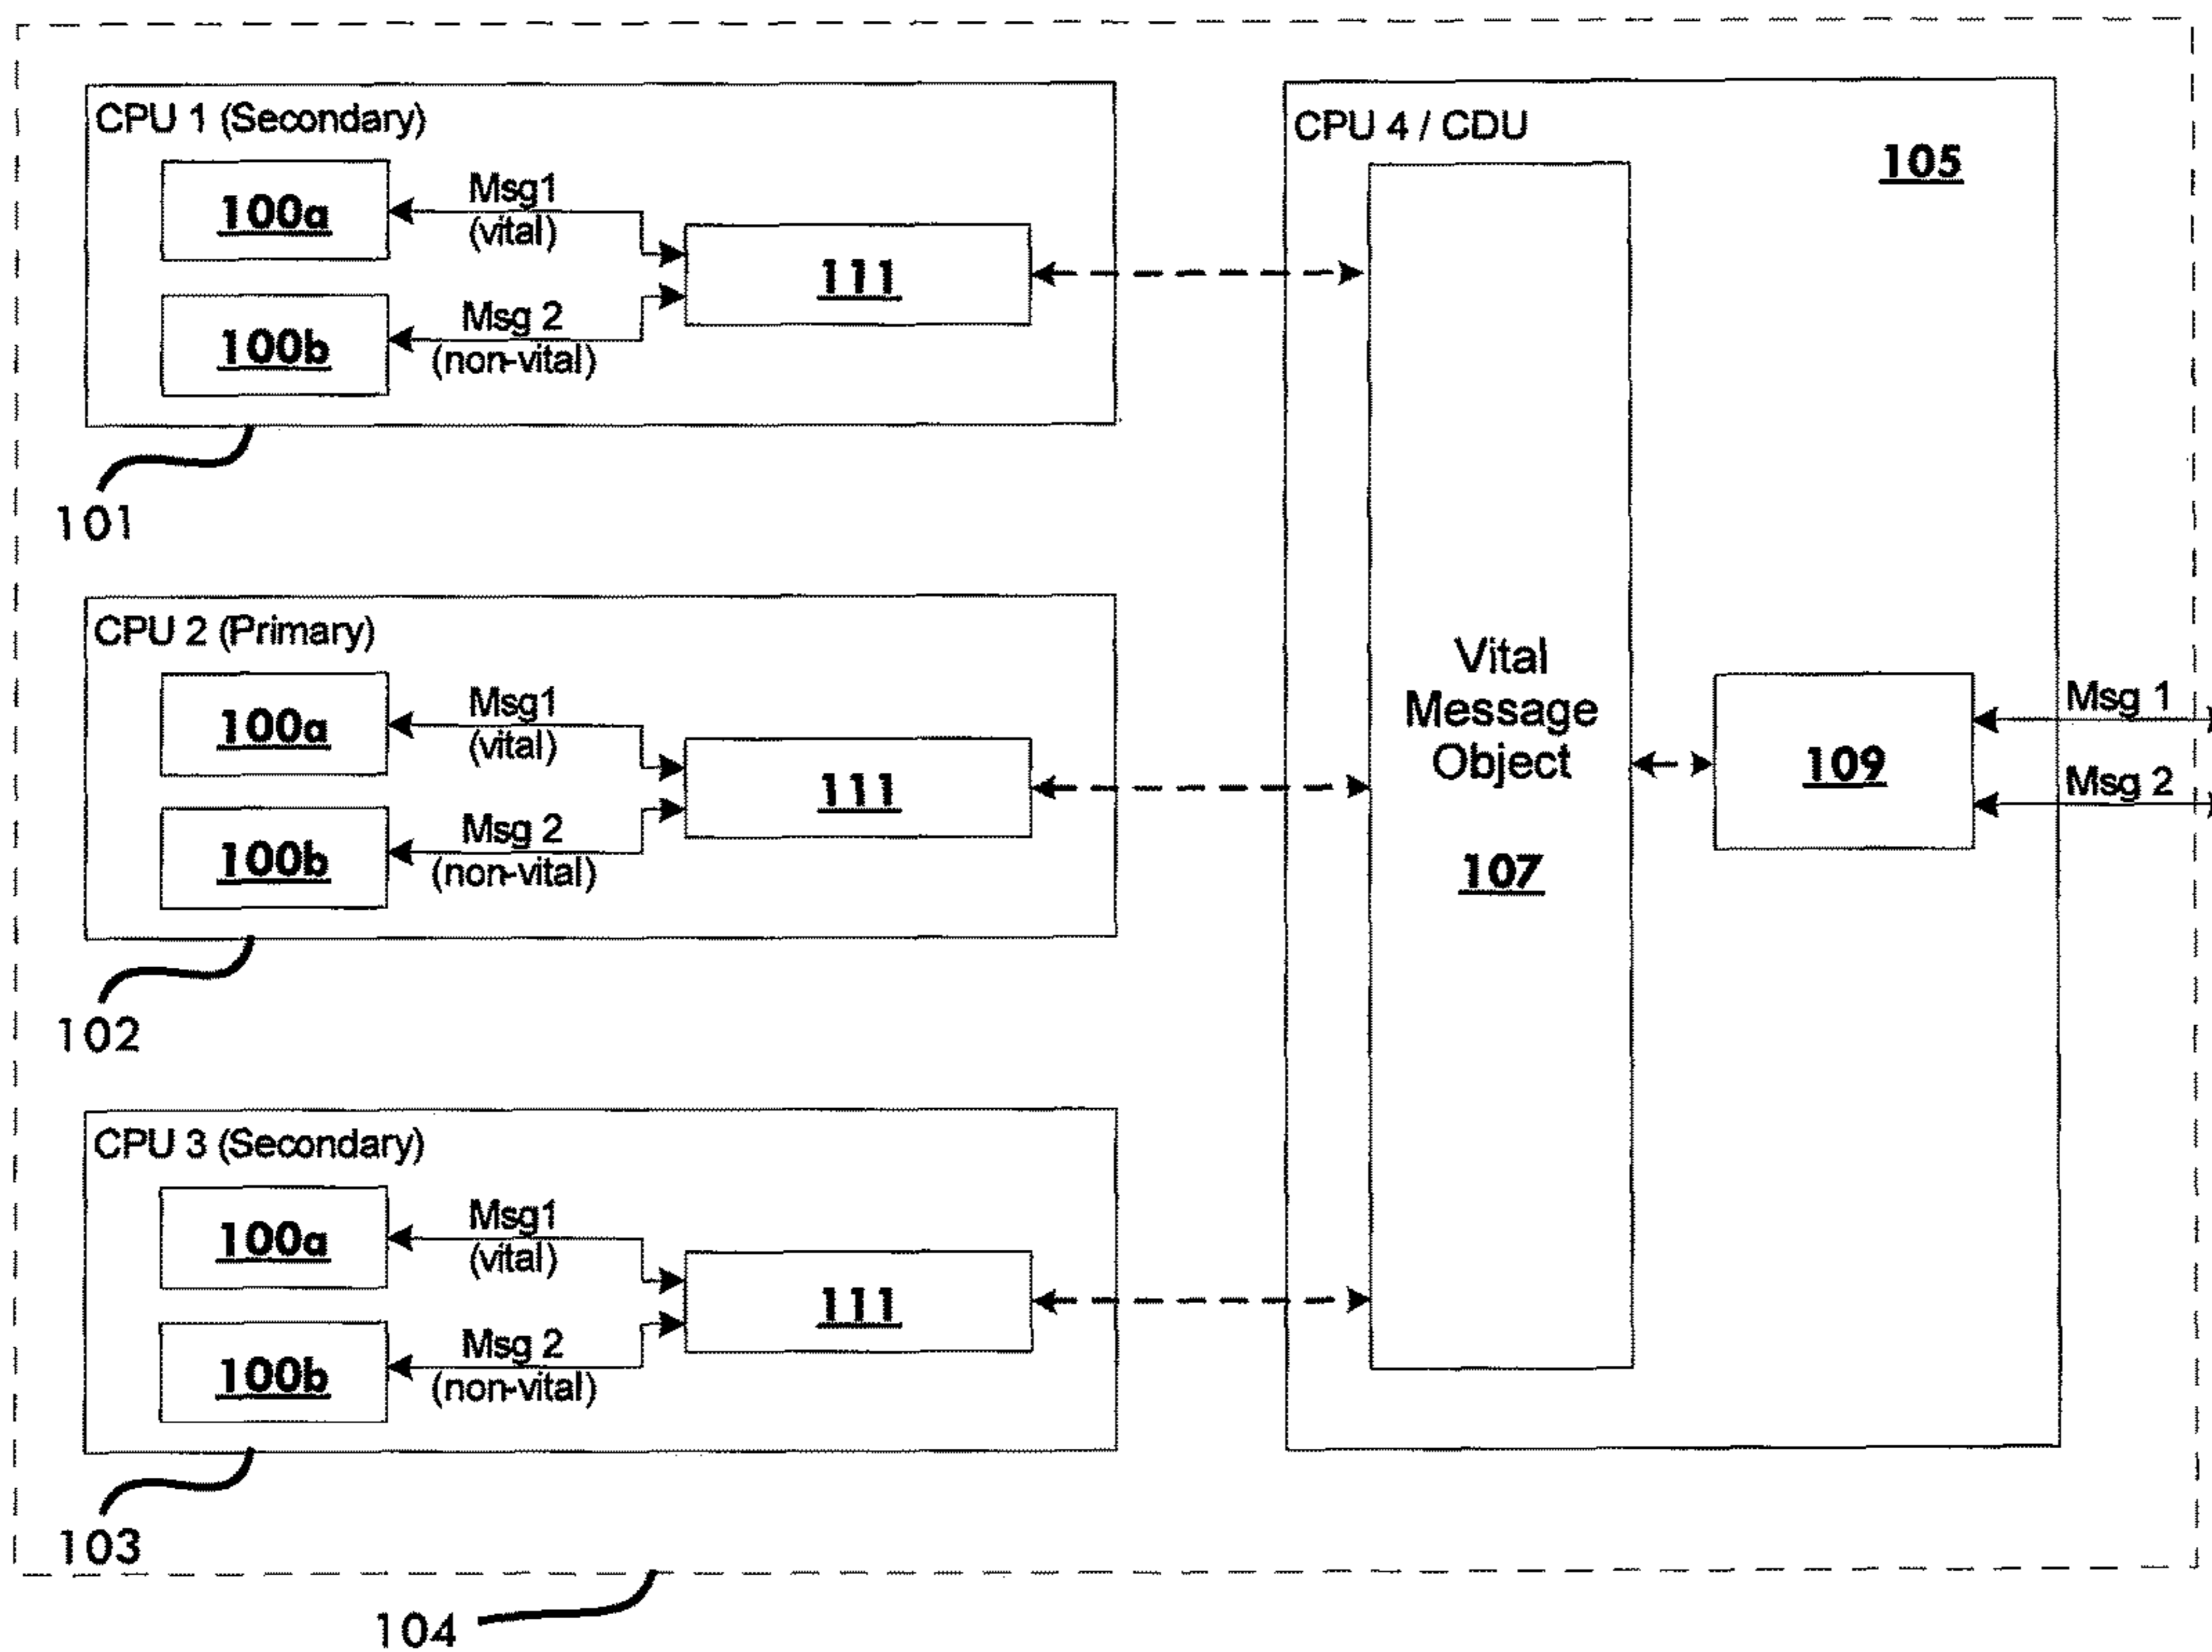 CPU 1 (Secondary)
100a
Msg1
(vital)
100b
Msg 2
(non-vital)
111
101
CPU 2 (Primary)
100a
Msg1
(vital)
100b
Msg 2
(non-vital)
111
102
CPU 3 (Secondary)
100a
Msg1
(vital)
100b
Msg 2
(non-vital)
111
103
CPU 4 / CDU
105
Vital
Message
Object
107
109
Msg 1
Msg 2
104